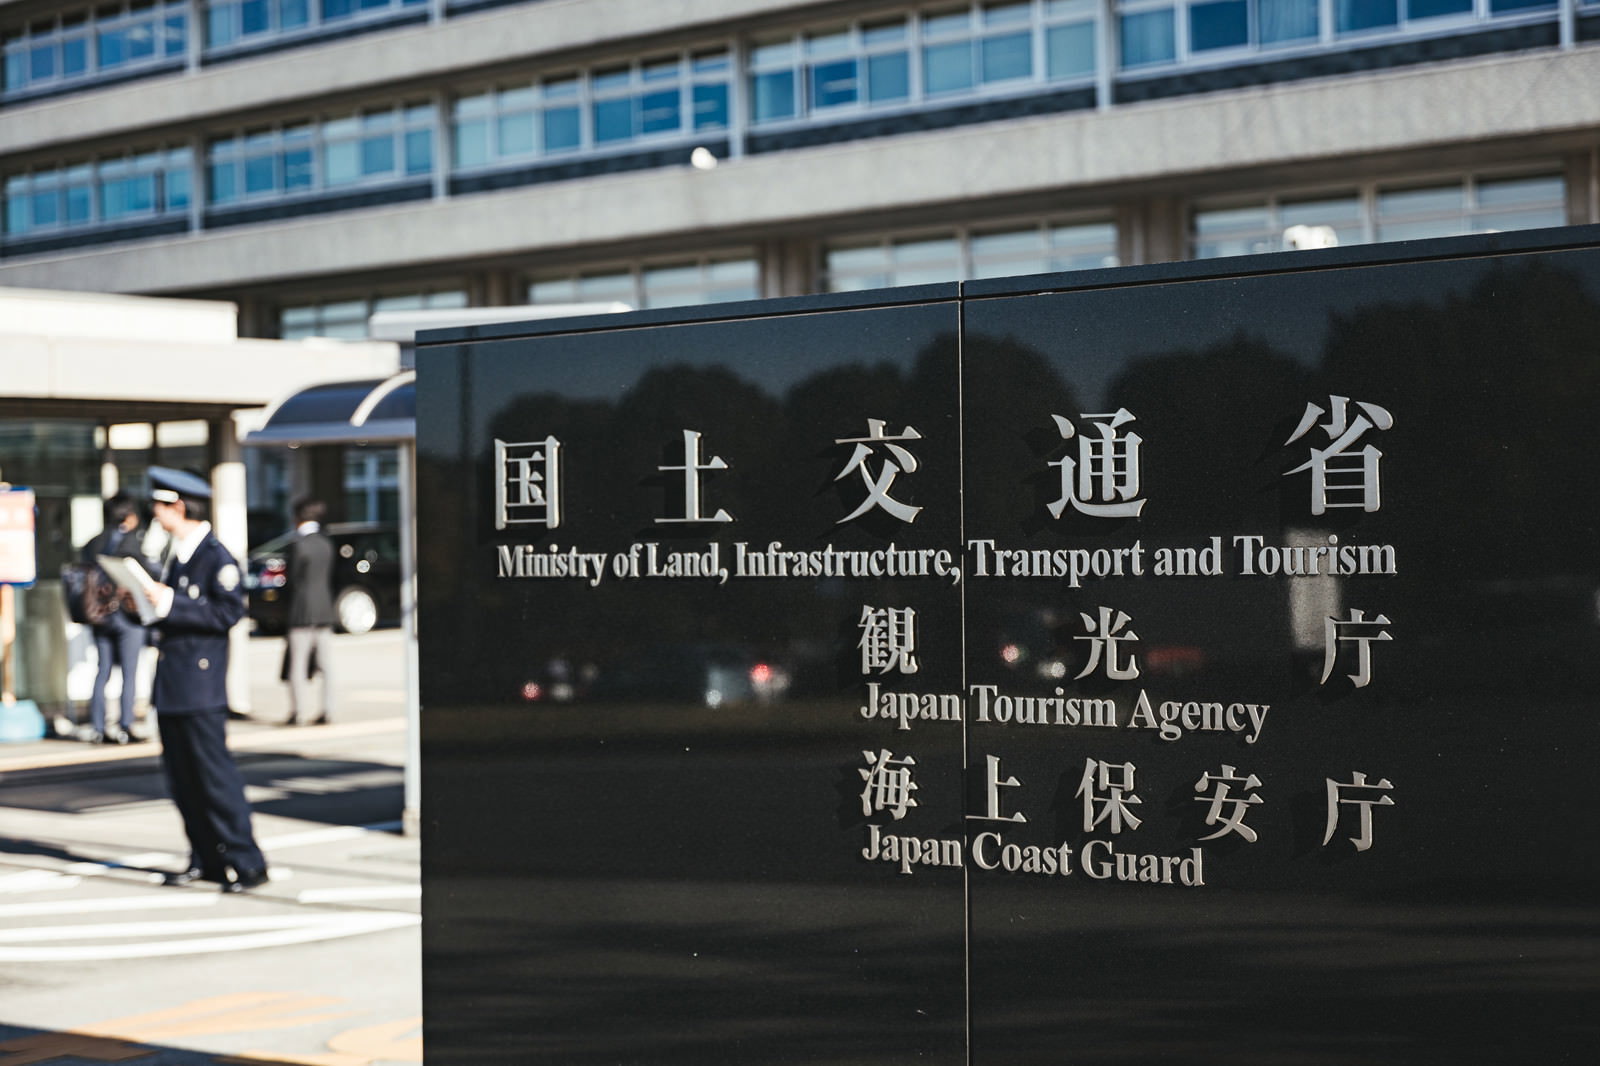 国土交通省
Ministry of Land, Infrastructure, Transport and Tourism
観光庁
Japan Tourism Agency
海上保安庁
Japan Coast Guard